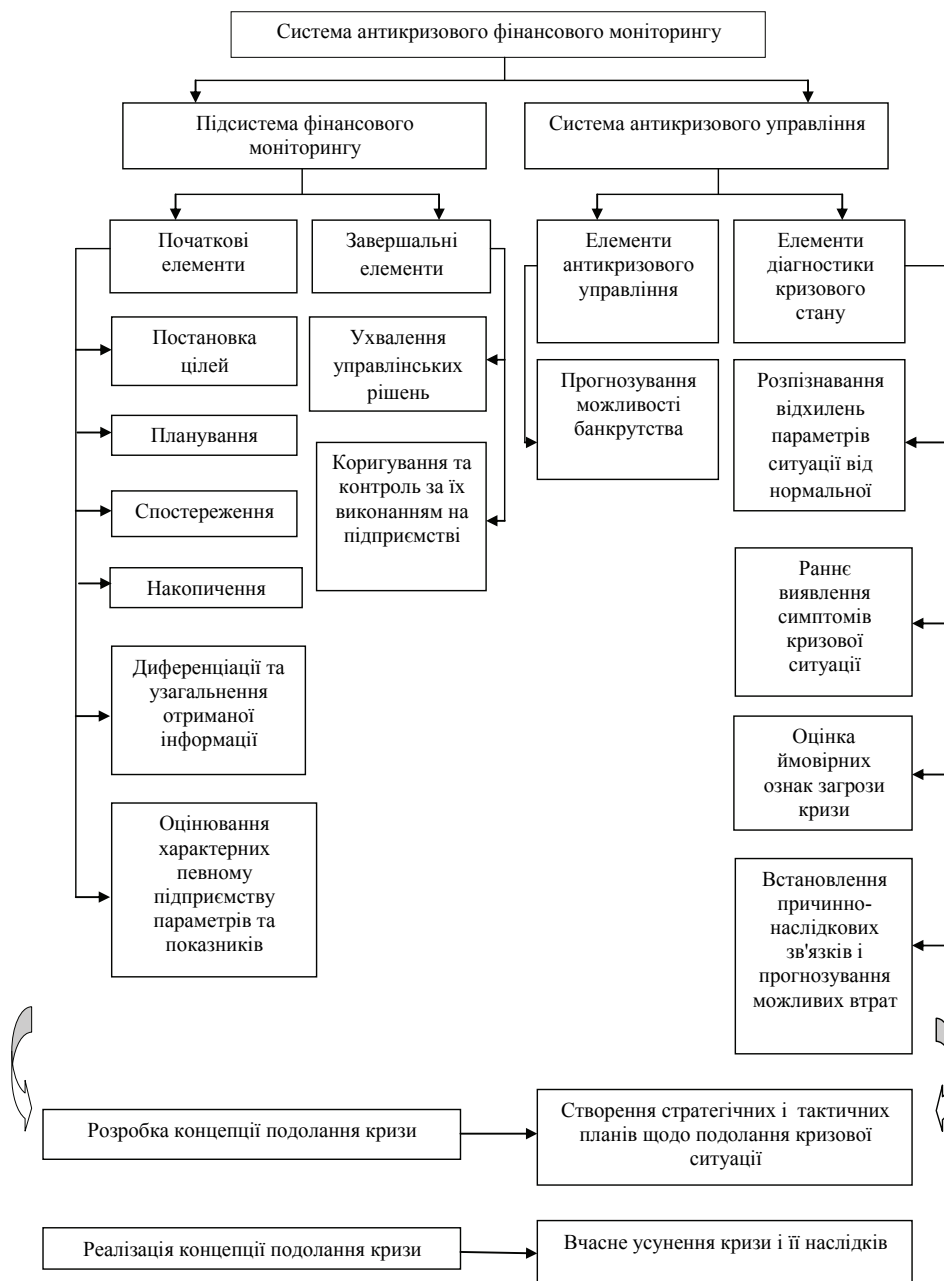 Система антикризового фінансового моніторингу
Підсистема фінансового
моніторингу
Система антикризового управління
Початкові
елементи
Завершальні
елементи
Елементи
антикризового
управління
Елементи
діагностики
кризового
стану
Постановка
цілей
Ухвалення
управлінських
рішень
Прогнозування
можливості
банкрутства
Розпізнавання
відхилень
параметрів
ситуації від
нормальної
Планування
Коригування та
контроль за їх
виконанням на
підприємстві
Спостереження
Накопичення
Раннє
виявлення
симптомів
кризової
ситуації
Диференціації та
узагальнення
отриманої
інформації
Оцінка
ймовірних
ознак загрози
кризи
Оцінювання
характерних
певному
підприємству
параметрів та
показників
Встановлення
причинно-
наслідкових
зв'язків і
прогнозування
можливих втрат
Розробка концепції подолання кризи
Створення стратегічних і тактичних
планів щодо подолання кризової
ситуації
Реалізація концепції подолання кризи
Вчасне усунення кризи і її наслідків